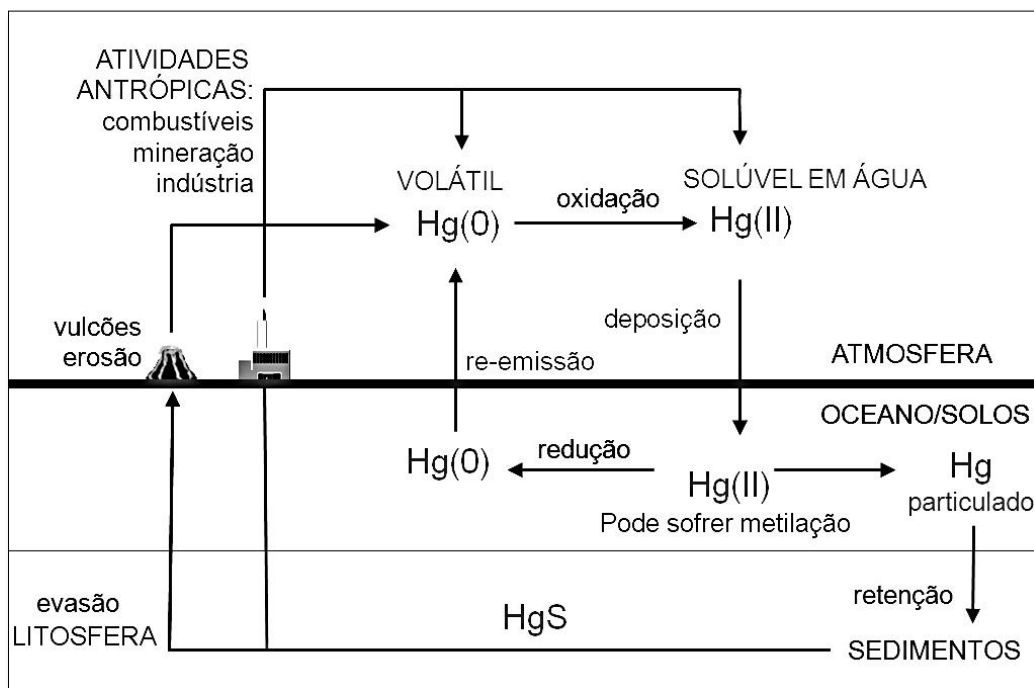 ATIVIDADES
ANTRÓPICAS:
combustíveis
mineração
indústria
VOLÁTIL
Hg(0)
oxidação
SOLÚVEL EM ÁGUA
Hg(II)
vulcões
erosão
re-emissão
deposição
ATMOSFERA
OCEANO/SOLOS
Hg(0)
redução
Hg(II)
Pode sofrer metilação
Hg
particulado
evasão
LITOSFERA
HgS
retenção
SEDIMENTOS